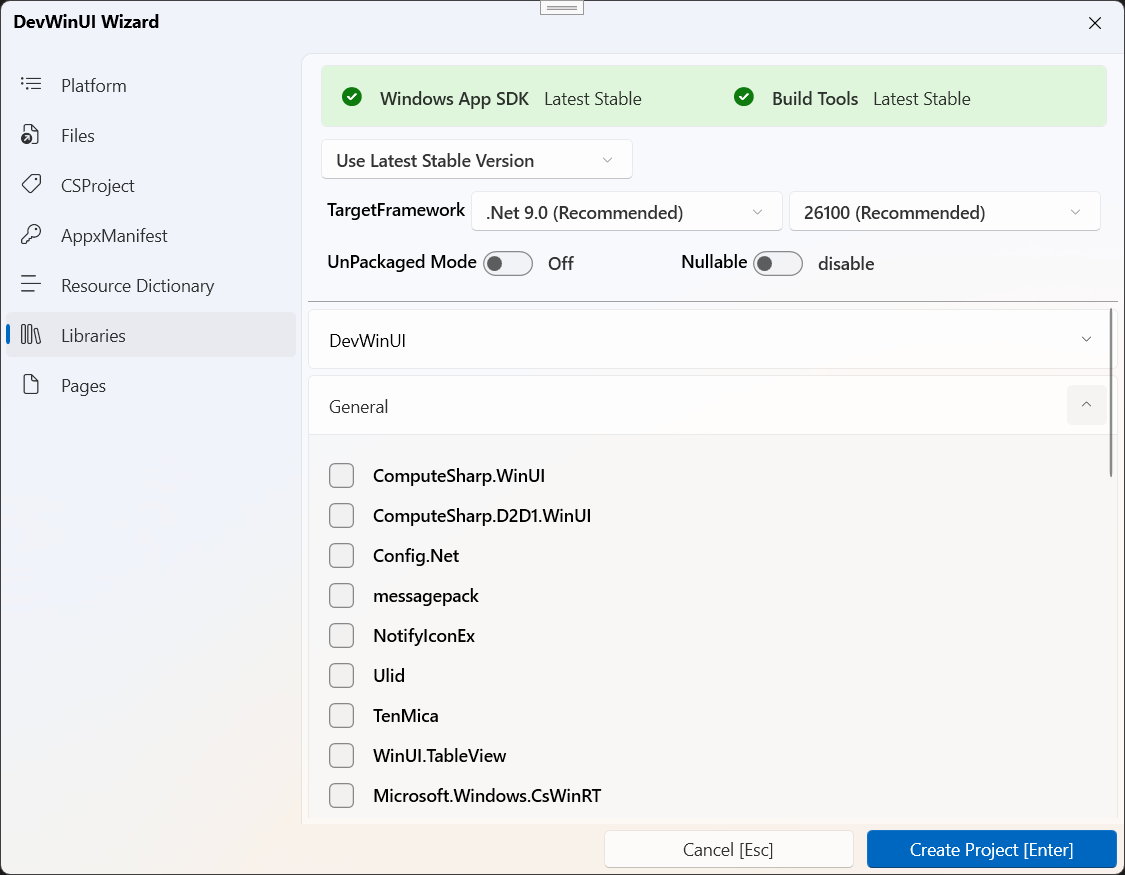 DevWinUI Wizard
Platform
Files
CSProject
AppxManifest
Resource Dictionary
Libraries
Pages
Windows App SDK Latest Stable
Build Tools Latest Stable
Use Latest Stable Version
TargetFramework .Net 9.0 (Recommended) 26100 (Recommended)
UnPackaged Mode Off Nullable disable
DevWinUI
General
ComputeSharp.WinUI
ComputeSharp.D2D1.WinUI
Config.Net
messagepack
NotifyIconEx
Ulid
TenMica
WinUI.TableView
Microsoft.Windows.CsWinRT
Cancel [Esc] Create Project [Enter]